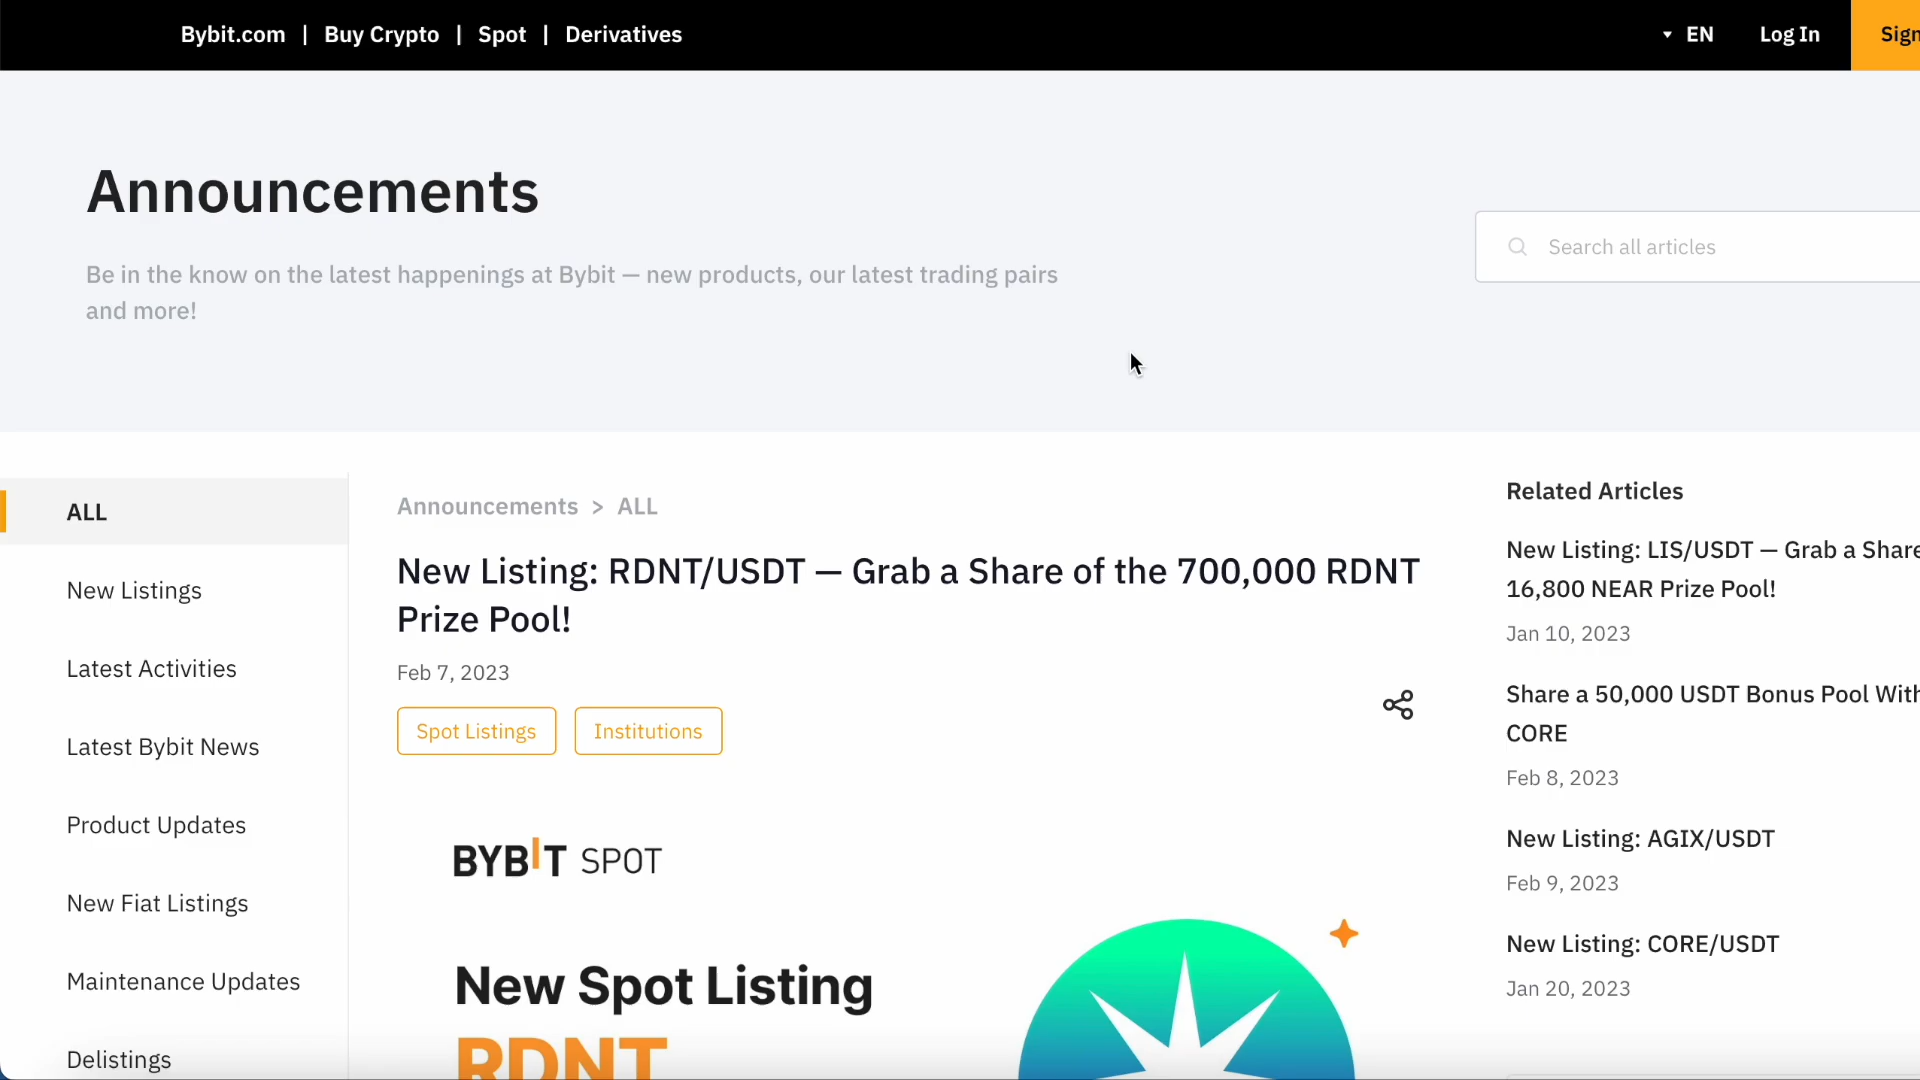 Bybit.com | Buy Crypto | Spot | Derivatives
EN
Log In
Sign
Announcements
Be in the know on the latest happenings at Bybit — new products, our latest trading pairs
and more!
Search all articles
ALL
New Listings
Latest Activities
Latest Bybit News
Product Updates
New Fiat Listings
Maintenance Updates
Delistings
Announcements > ALL
New Listing: RDNT/USDT — Grab a Share of the 700,000 RDNT
Prize Pool!
Feb 7, 2023
Spot Listings
Institutions
BYBIT SPOT
New Spot Listing
RDNT
Related Articles
New Listing: LIS/USDT — Grab a Share
16,800 NEAR Prize Pool!
Jan 10, 2023
Share a 50,000 USDT Bonus Pool With
CORE
Feb 8, 2023
New Listing: AGIX/USDT
Feb 9, 2023
New Listing: CORE/USDT
Jan 20, 2023